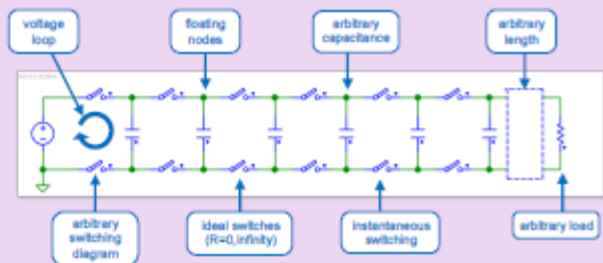 voltage
loop
floating
nodes
arbitrary
capacitance
arbitrary
length
arbitrary
switching
diagram
ideal switches
(R=0,infinity)
instantaneous
switching
arbitrary load